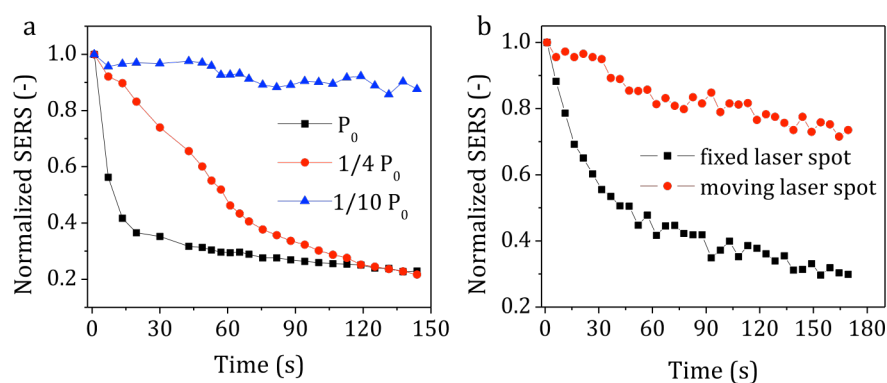 a
Normalized SERS (-)
1.0
0.8
0.6
0.4
0.2
P₀
1/4 P₀
1/10 P₀
0 30 60 90 120 150
Time (s)
b
Normalized SERS (-)
1.0
0.8
0.6
0.4
0.2
fixed laser spot
moving laser spot
0 30 60 90 120 150 180
Time (s)